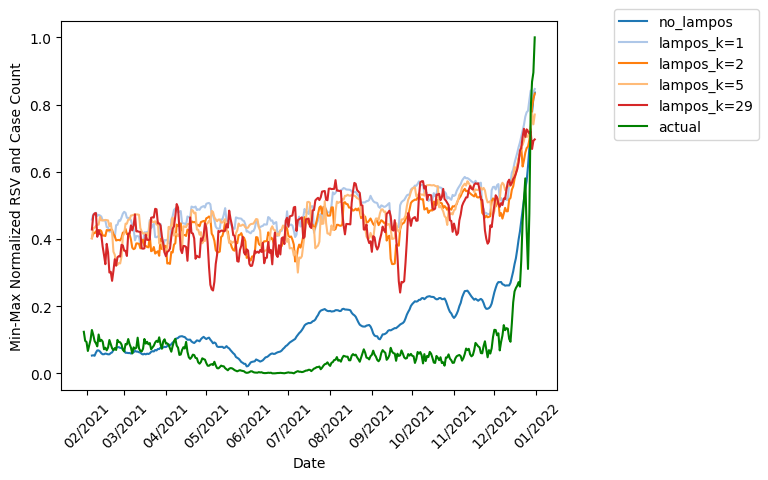 no_lampos
lampos_k=1
lampos_k=2
lampos_k=5
lampos_k=29
actual
Min-Max Normalized RSV and Case Count
1.0
0.8
0.6
0.4
0.2
0.0
02/2021
03/2021
04/2021
05/2021
06/2021
07/2021
08/2021
09/2021
10/2021
11/2021
12/2021
01/2022
Date